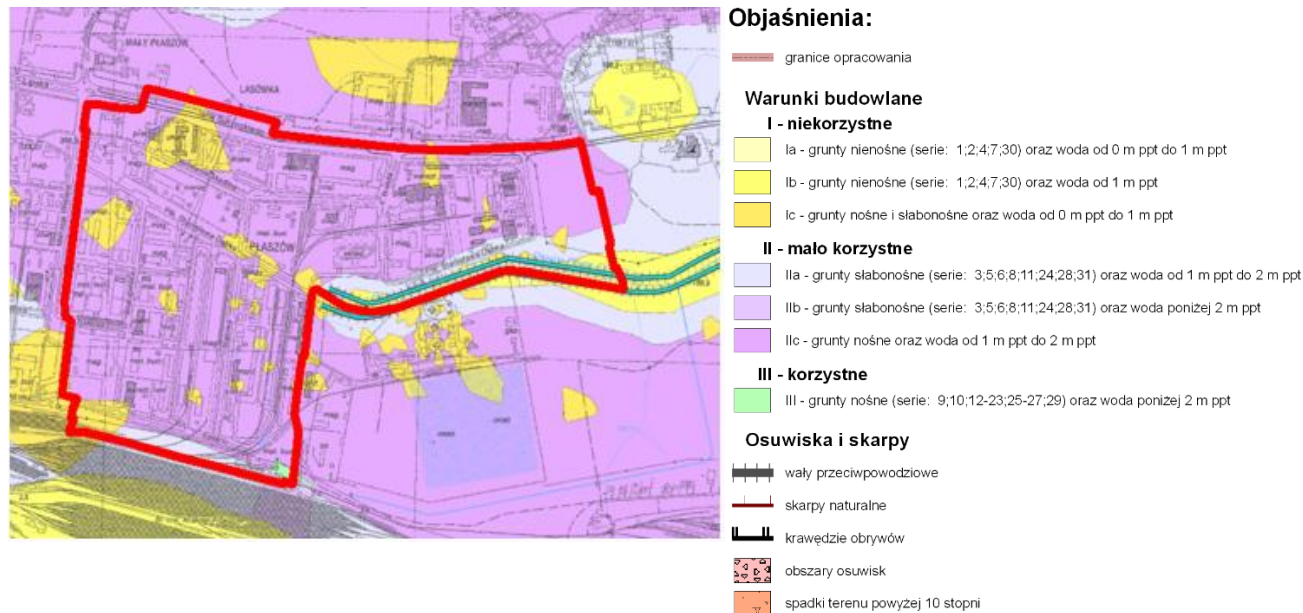 MAŁY PŁASZÓW
LASÓWKA
PŁASZÓW
Objaśnienia:
granice opracowania
Warunki budowlane
I - niekorzystne
Ia - grunty nienośne (serie: 1;2;4;7;30) oraz woda od 0 m ppt do 1 m ppt
Ib - grunty nienośne (serie: 1;2;4;7;30) oraz woda od 1 m ppt
Ic - grunty nośne i słabonośne oraz woda od 0 m ppt do 1 m ppt
II - mało korzystne
IIa - grunty słabonośne (serie: 3;5;6;8;11;24;28;31) oraz woda od 1 m ppt do 2 m ppt
IIb - grunty słabonośne (serie: 3;5;6;8;11;24;28;31) oraz woda poniżej 2 m ppt
IIc - grunty nośne oraz woda od 1 m ppt do 2 m ppt
III - korzystne
III - grunty nośne (serie: 9;10;12-23;25-27;29) oraz woda poniżej 2 m ppt
Osuwiska i skarpy
wały przeciwpowodziowe
skarpy naturalne
krawędzie obrywów
obszary osuwisk
spadki terenu powyżej 10 stopni